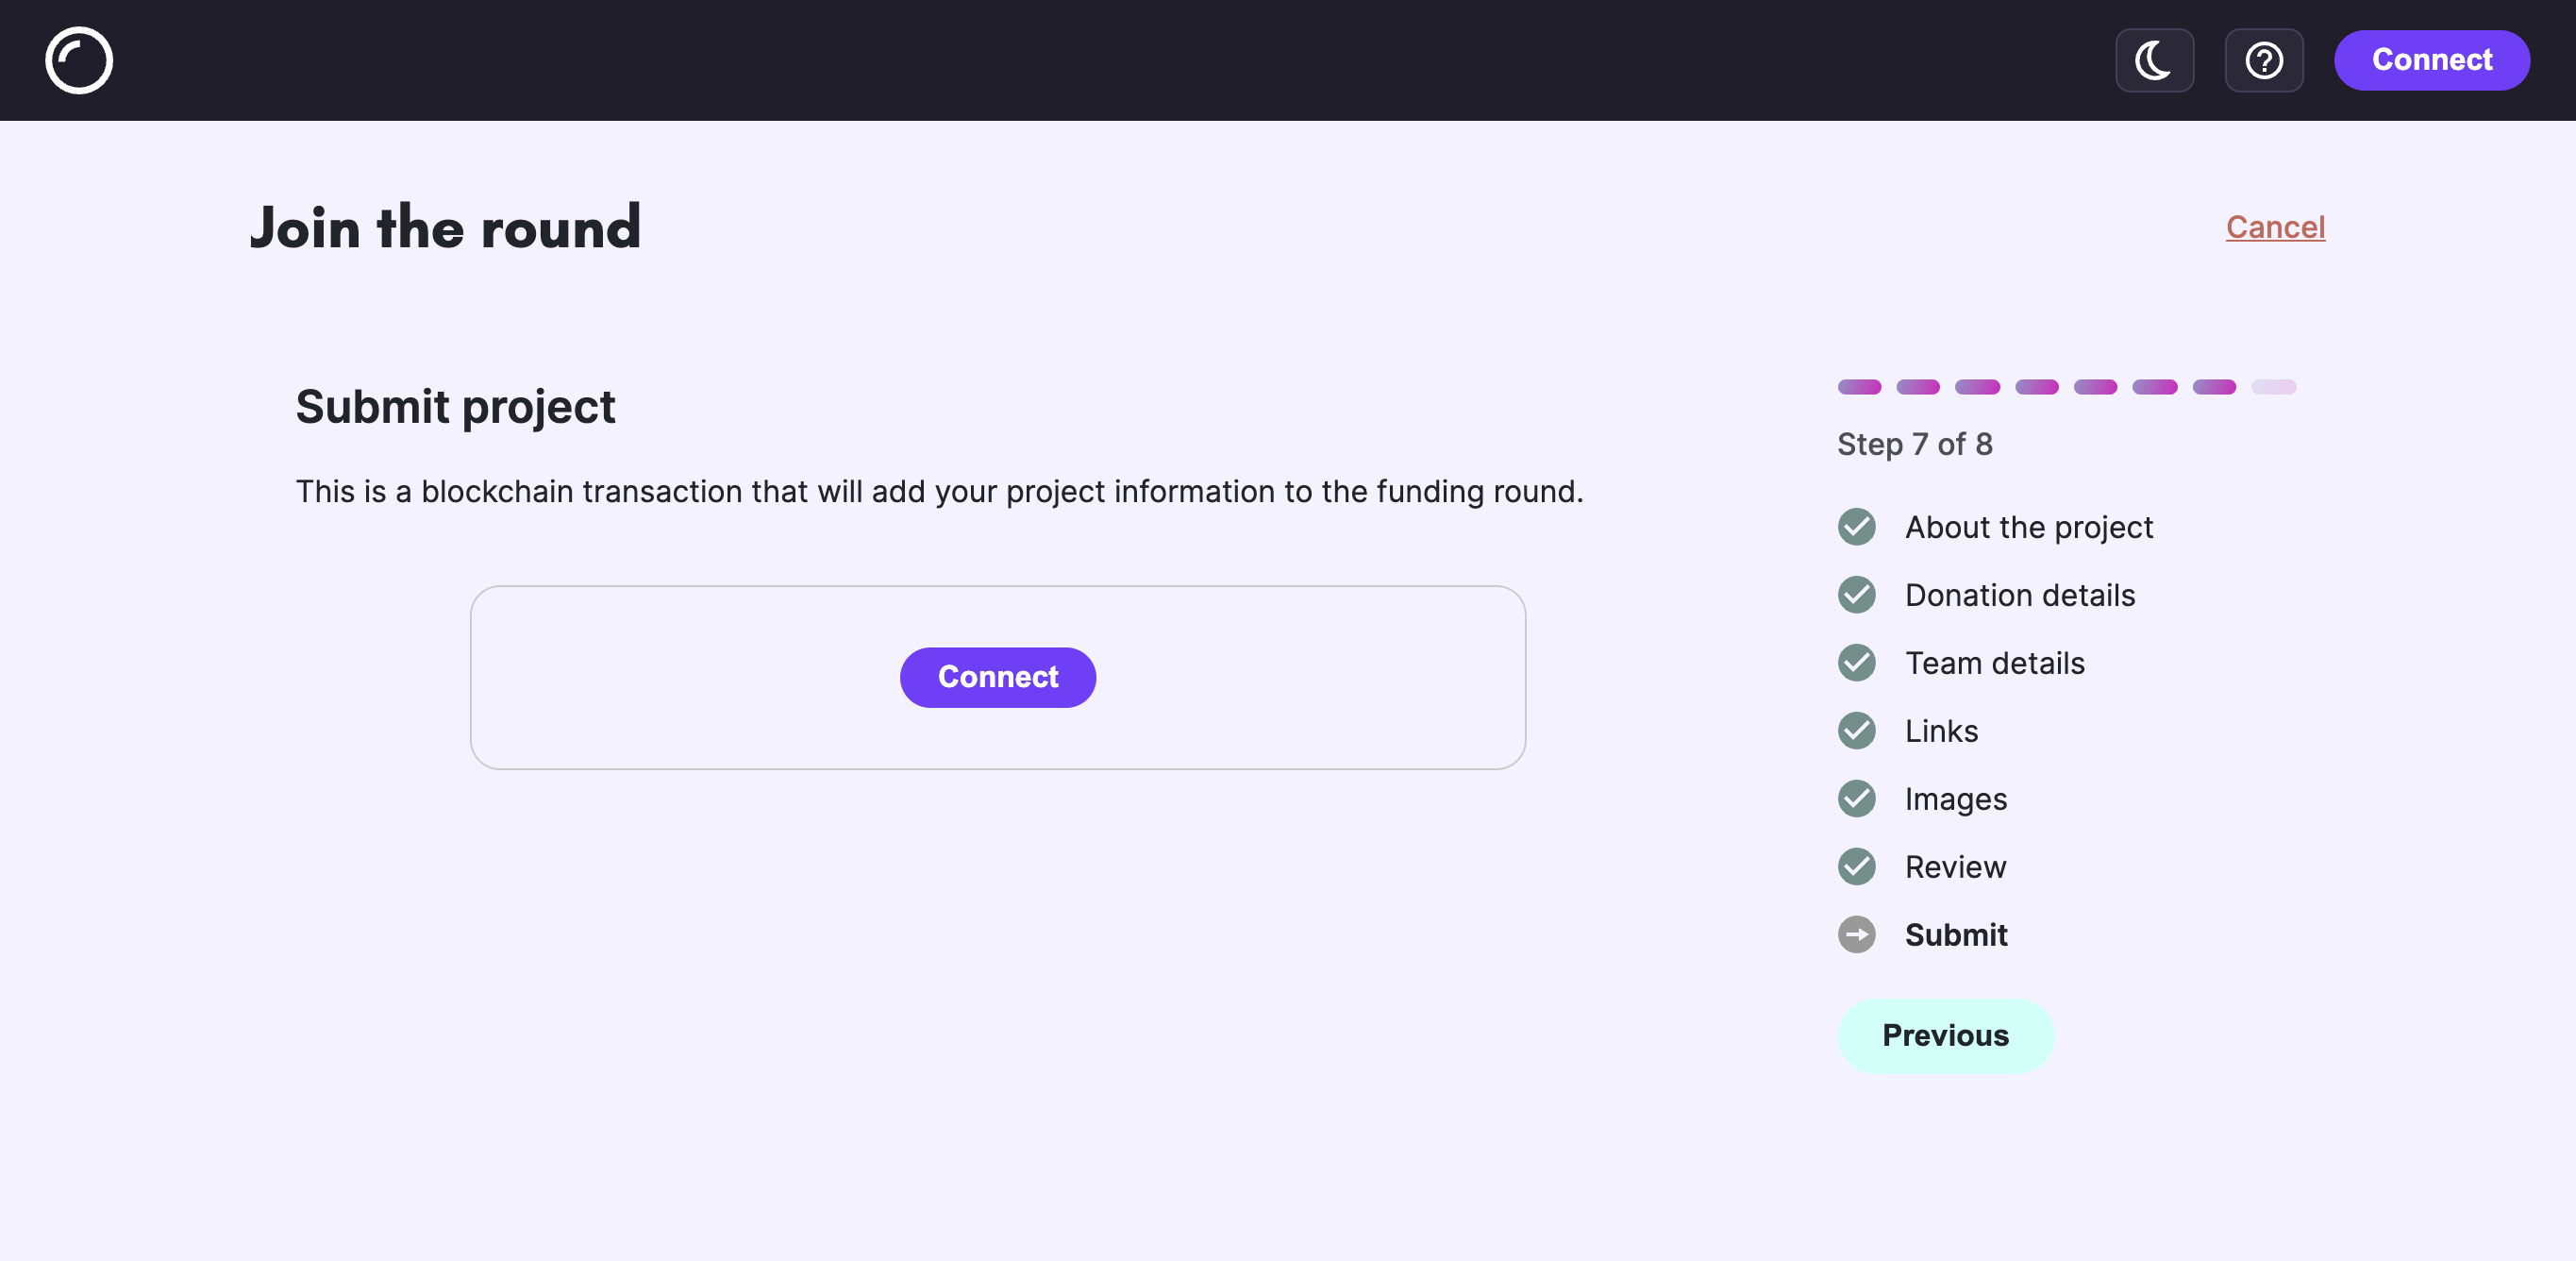 Connect
Join the round
Cancel
Submit project
This is a blockchain transaction that will add your project information to the funding round.
Connect
Step 7 of 8
About the project
Donation details
Team details
Links
Images
Review
Submit
Previous